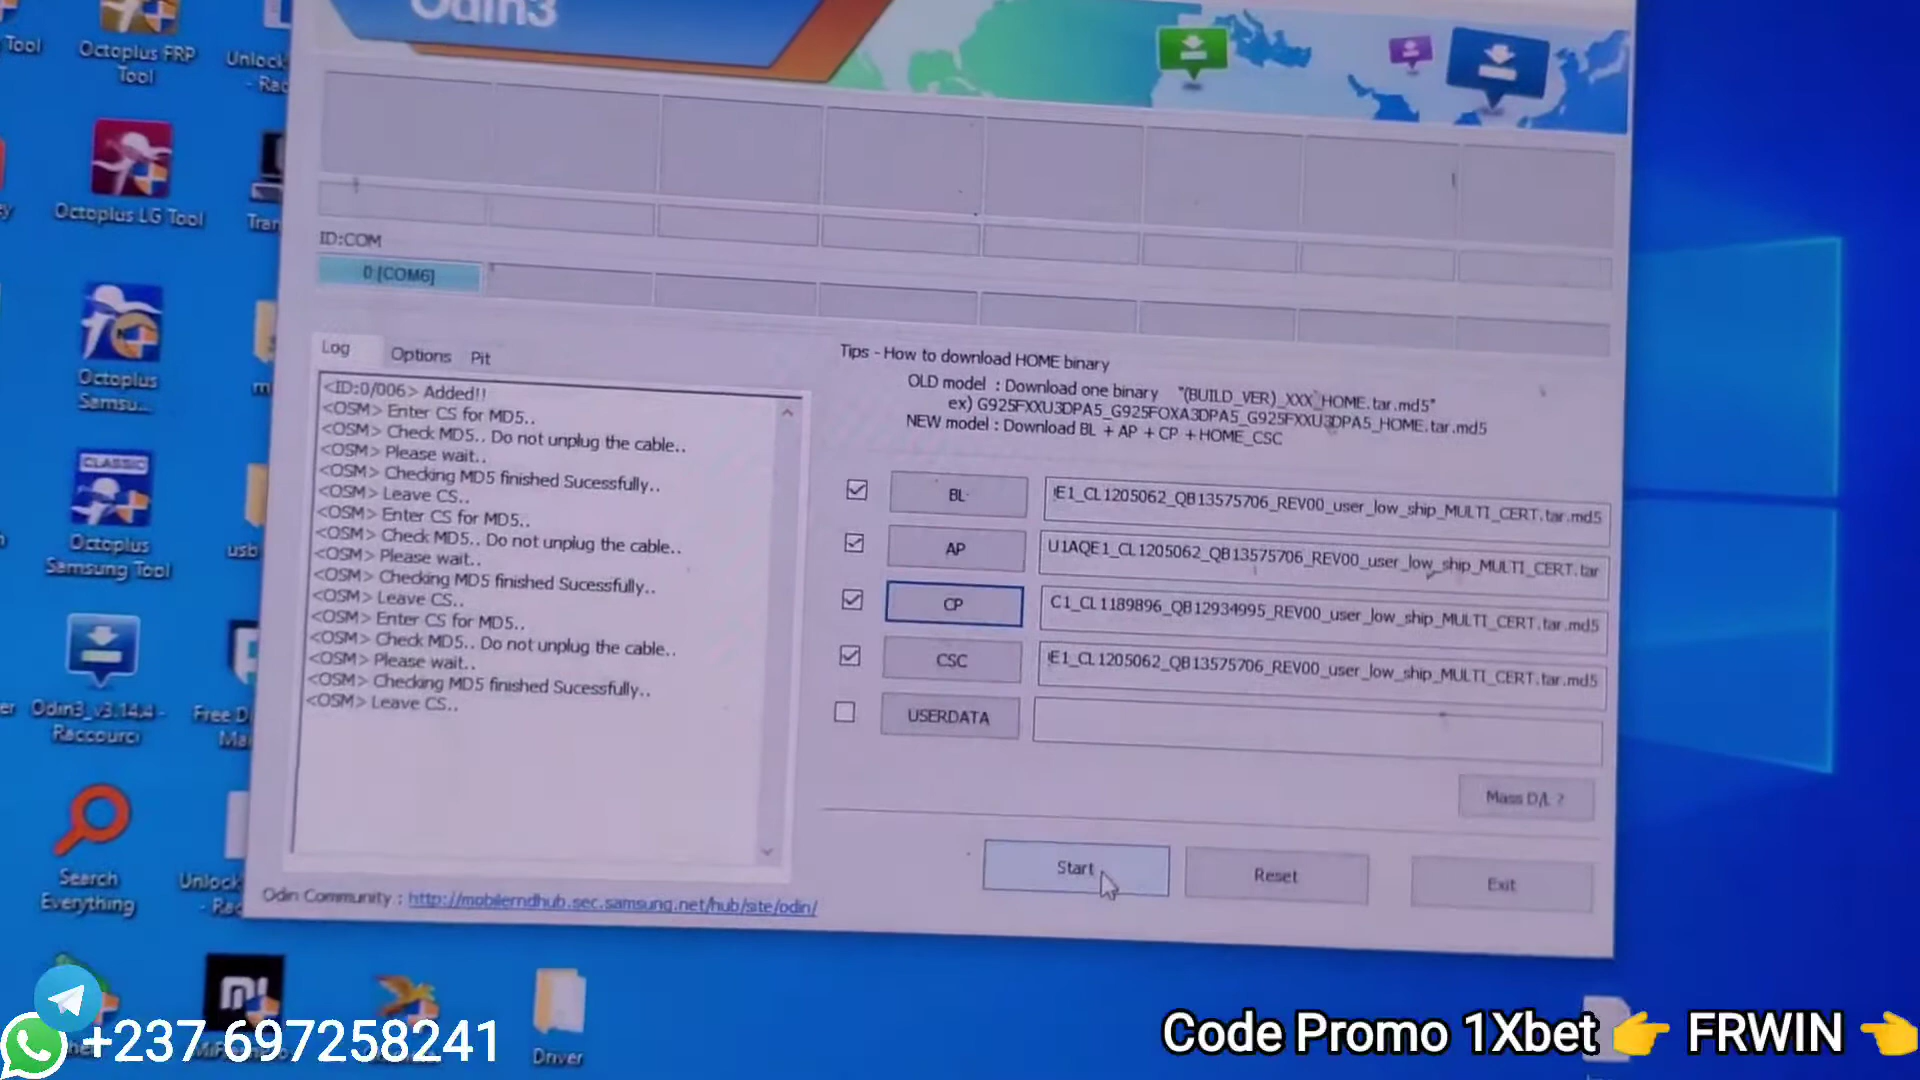 Odin3
Tool
Octoplus FRP
Tool
Unlock
Octoplus LG Tool
Tran
ID:COM
0:[COM6]
Log
Options
Pit
<ID:0/006> Added!!
<OSM> Enter CS for MD5..
<OSM> Check MD5.. Do not unplug the cable..
<OSM> Please wait..
<OSM> Checking MD5 finished Sucessfully..
<OSM> Leave CS..
<OSM> Enter CS for MD5..
<OSM> Check MD5.. Do not unplug the cable..
<OSM> Please wait..
<OSM> Checking MD5 finished Sucessfully..
<OSM> Leave CS..
<OSM> Enter CS for MD5..
<OSM> Check MD5.. Do not unplug the cable..
<OSM> Please wait..
<OSM> Checking MD5 finished Sucessfully..
<OSM> Leave CS..
Tips - How to download HOME binary
OLD model : Download one binary "(BUILD_VER)_XXX_HOME.tar.md5"
ex) G925FXXU3DPA5_G925FOXA3DPA5_G925FXXU3DPA5_HOME.tar.md5
NEW model : Download BL + AP + CP + HOME_CSC
BL
E1_CL1205062_QB13575706_REV00_user_low_ship_MULTI_CERT.tar.md5
AP
U1AQE1_CL1205062_QB13575706_REV00_user_low_ship_MULTI_CERT.tar
CP
C1_CL1189896_QB12934995_REV00_user_low_ship_MULTI_CERT.tar.md5
CSC
E1_CL1205062_QB13575706_REV00_user_low_ship_MULTI_CERT.tar.md5
USERDATA
Mass D/L ?
Start
Reset
Exit
Odin Community : http://mobilerndhub.sec.samsung.net/hub/site/odin/
Octoplus
Samsu...
CLASSIC
Octoplus
Samsung Tool
usb
Odin3_v3.14.4 -
Raccourci
Free D
Search
Everything
Unlock
Driver
+237 697258241
Code Promo 1Xbet 👉 FRWIN 👈